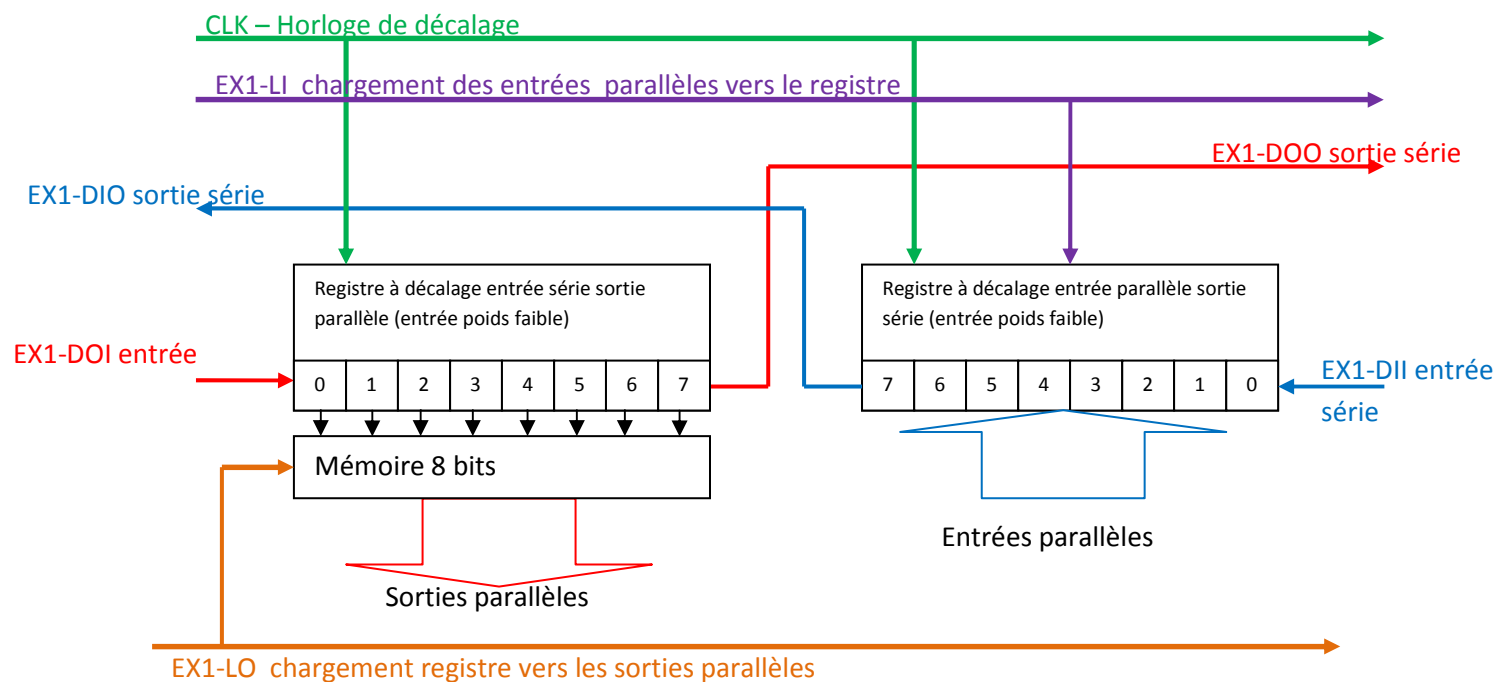 CLK – Horloge de décalage
EX1-LI chargement des entrées parallèles vers le registre
EX1-DOO sortie série
EX1-DIO sortie série
Registre à décalage entrée série sortie
parallèle (entrée poids faible)
Registre à décalage entrée parallèle sortie
série (entrée poids faible)
EX1-DOI entrée
0 1 2 3 4 5 6 7
7 6 5 4 3 2 1 0
EX1-DII entrée
série
Mémoire 8 bits
Entrées parallèles
Sorties parallèles
EX1-LO chargement registre vers les sorties parallèles